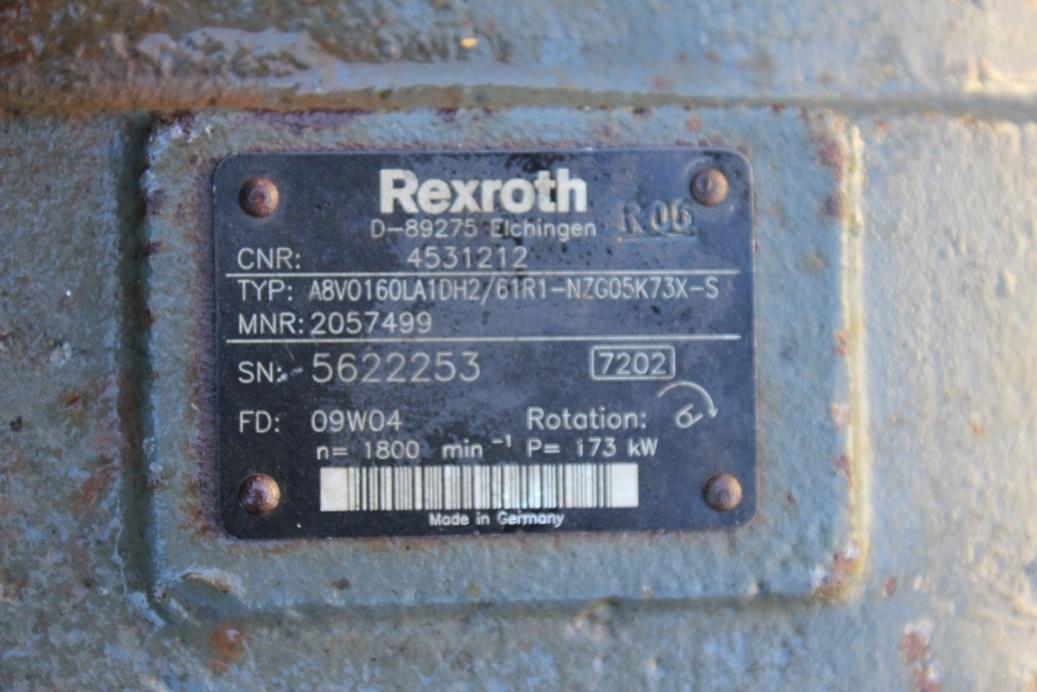 Rexroth
D-89275 Elchingen R 06
CNR: 4531212
TYP: A8VO160LA1DH2/61R1-NZG05K73X-S
MNR: 2057499
SN: 5622253 7202
FD: 09W04 Rotation:
n= 1800 min⁻¹ P= 173 kW
Made in Germany